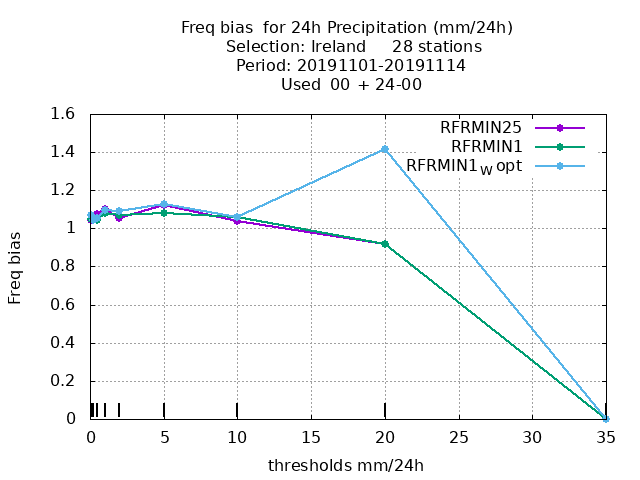 Freq bias  for 24h Precipitation (mm/24h)
Selection: Ireland     28 stations
Period: 20191101-20191114
Used  00 + 24-00
RFRMIN25
RFRMIN1
RFRMIN1W opt
1.6
1.4
1.2
1
0.8
0.6
0.4
0.2
0
Freq bias
0 5 10 15 20 25 30 35
thresholds mm/24h